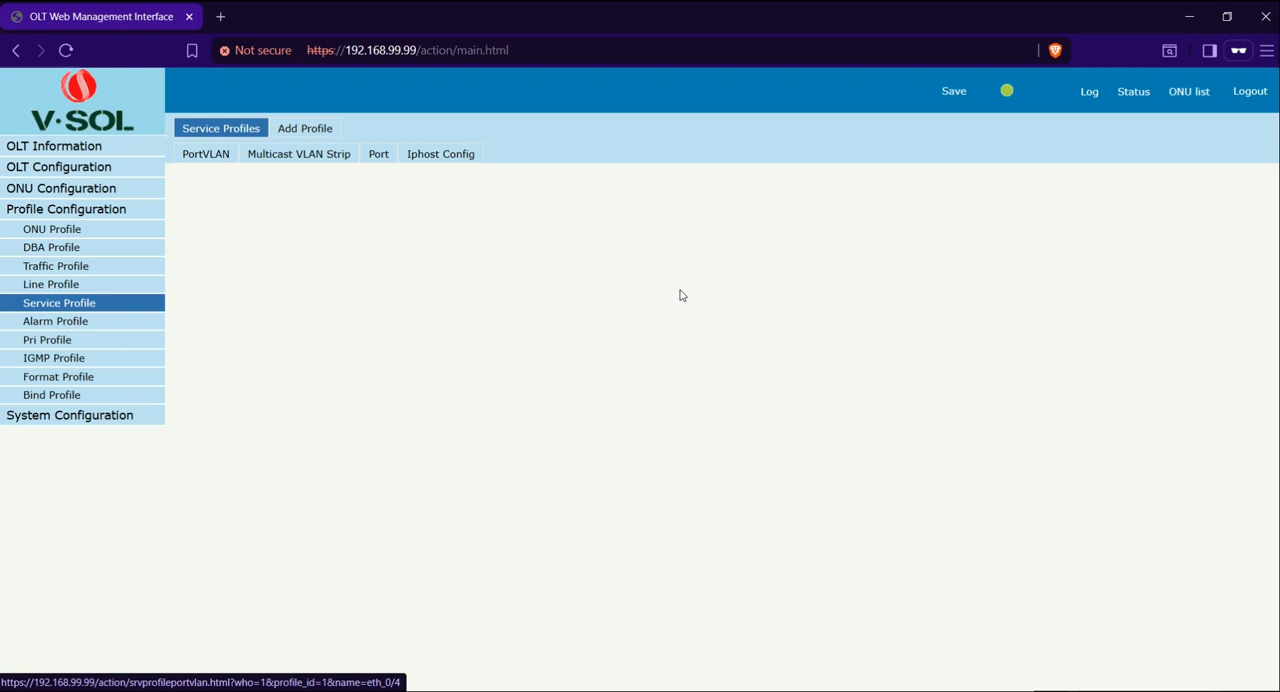 OLT Web Management Interface
Not secure https://192.168.99.99/action/main.html
V·SOL
Save
Log
Status
ONU list
Logout
Service Profiles
Add Profile
PortVLAN
Multicast VLAN Strip
Port
Iphost Config
OLT Information
OLT Configuration
ONU Configuration
Profile Configuration
ONU Profile
DBA Profile
Traffic Profile
Line Profile
Service Profile
Alarm Profile
Pri Profile
IGMP Profile
Format Profile
Bind Profile
System Configuration
https://192.168.99.99/action/srvprofileportvlan.html?who=1&profile_id=1&name=eth_0/4